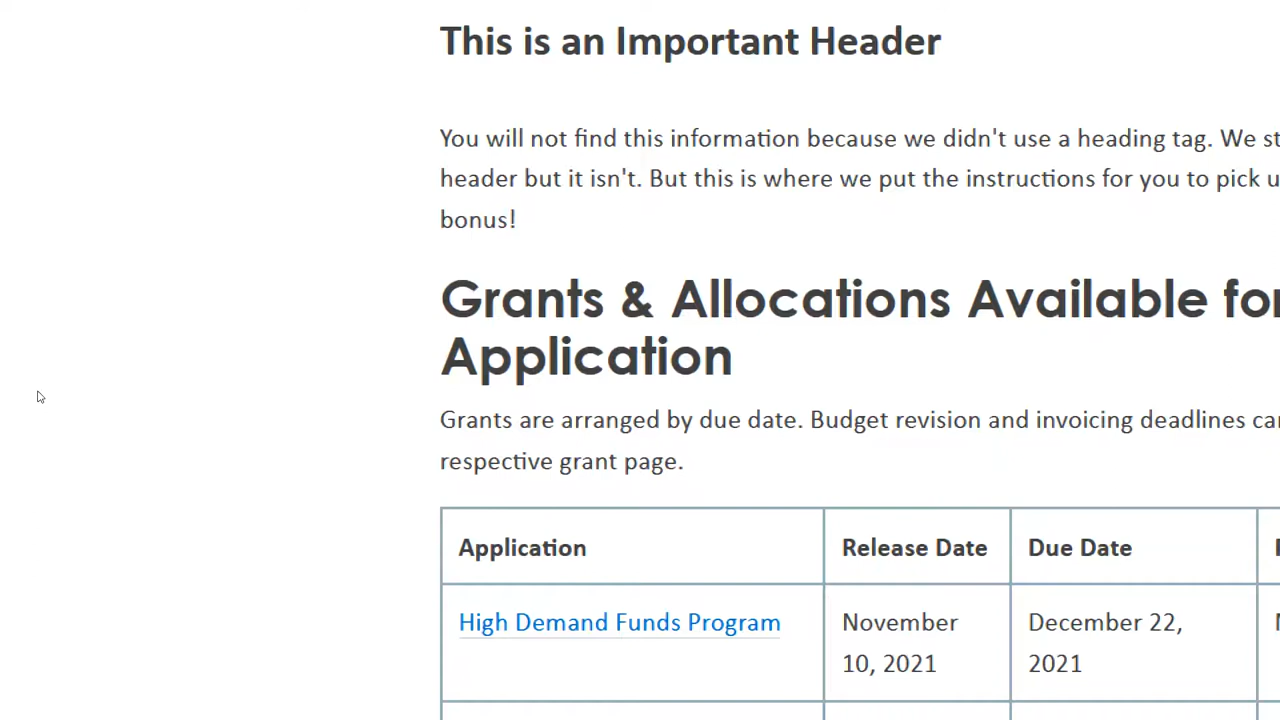 This is an Important Header
You will not find this information because we didn't use a heading tag. We
header but it isn't. But this is where we put the instructions for you to pick
bonus!
Grants & Allocations Available for
Application
Grants are arranged by due date. Budget revision and invoicing deadlines
respective grant page.
Application Release Date Due Date
High Demand Funds Program November December 22,
10, 2021 2021